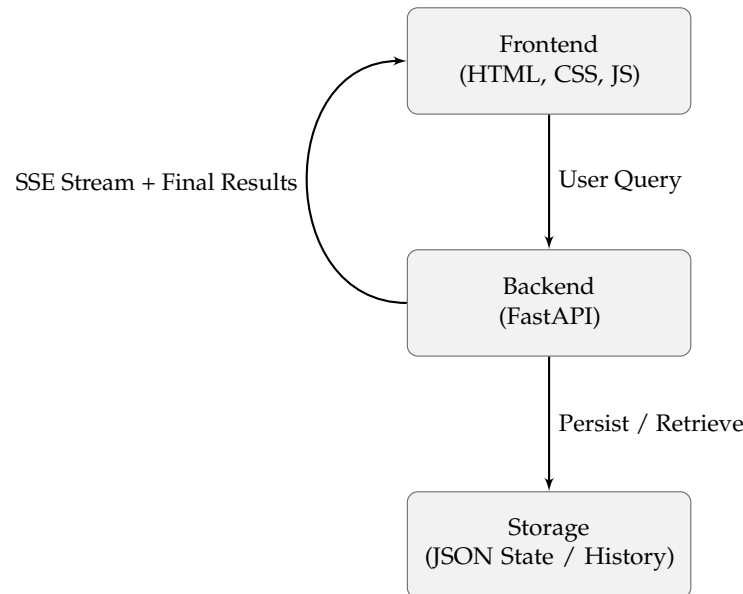 Frontend
(HTML, CSS, JS)
SSE Stream + Final Results
User Query
Backend
(FastAPI)
Persist / Retrieve
Storage
(JSON State / History)